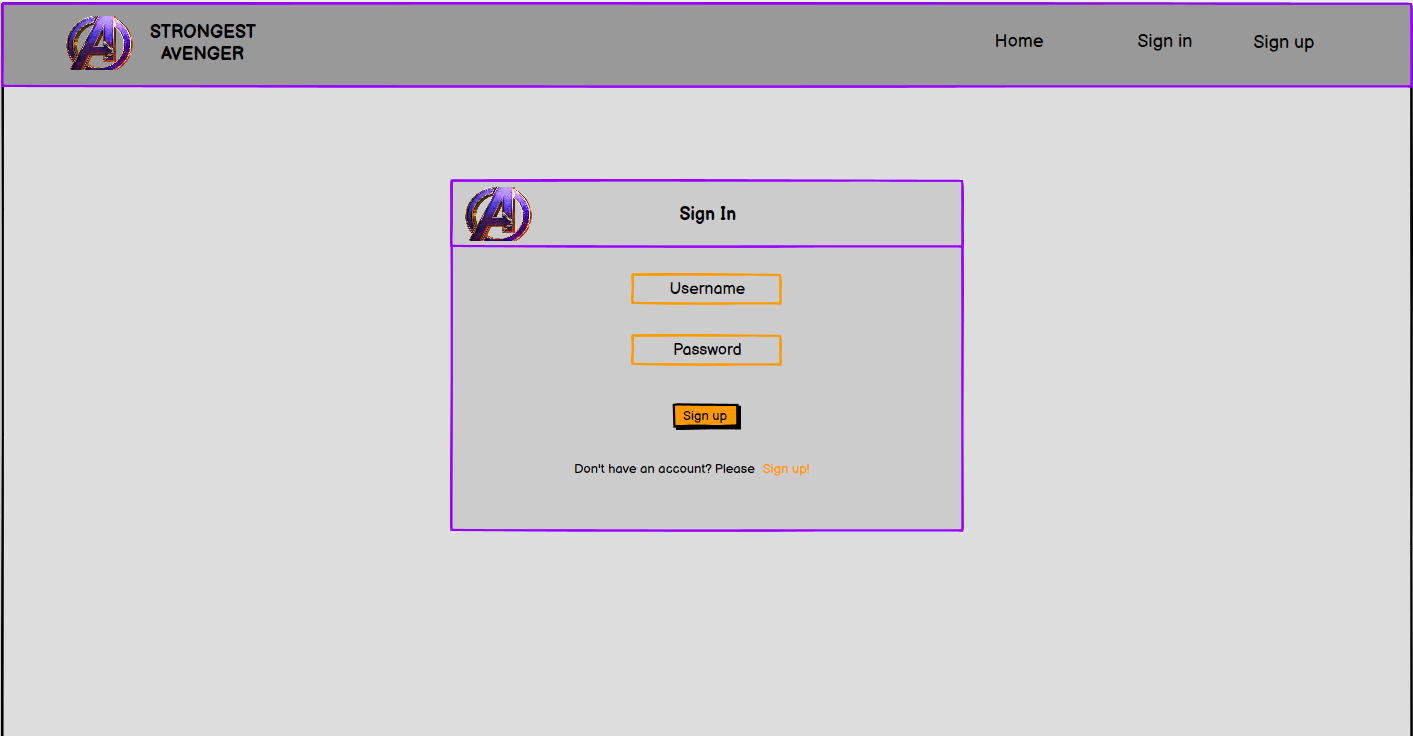 STRONGEST
AVENGER
Home
Sign in
Sign up
Sign In
Username
Password
Sign up
Don't have an account? Please Sign up!